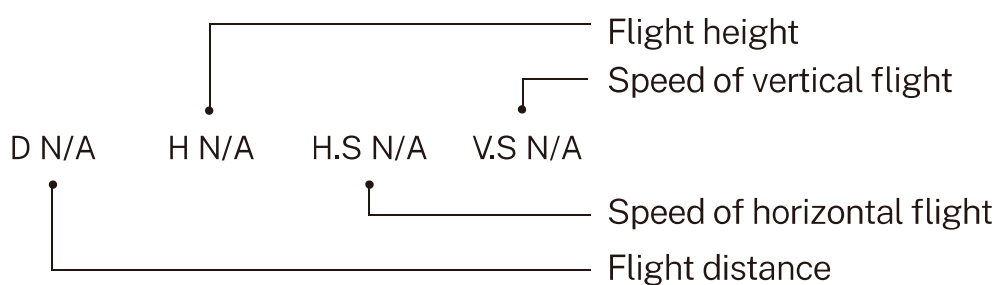 Flight height
Speed of vertical flight
D N/A H N/A H.S N/A V.S N/A
Speed of horizontal flight
Flight distance